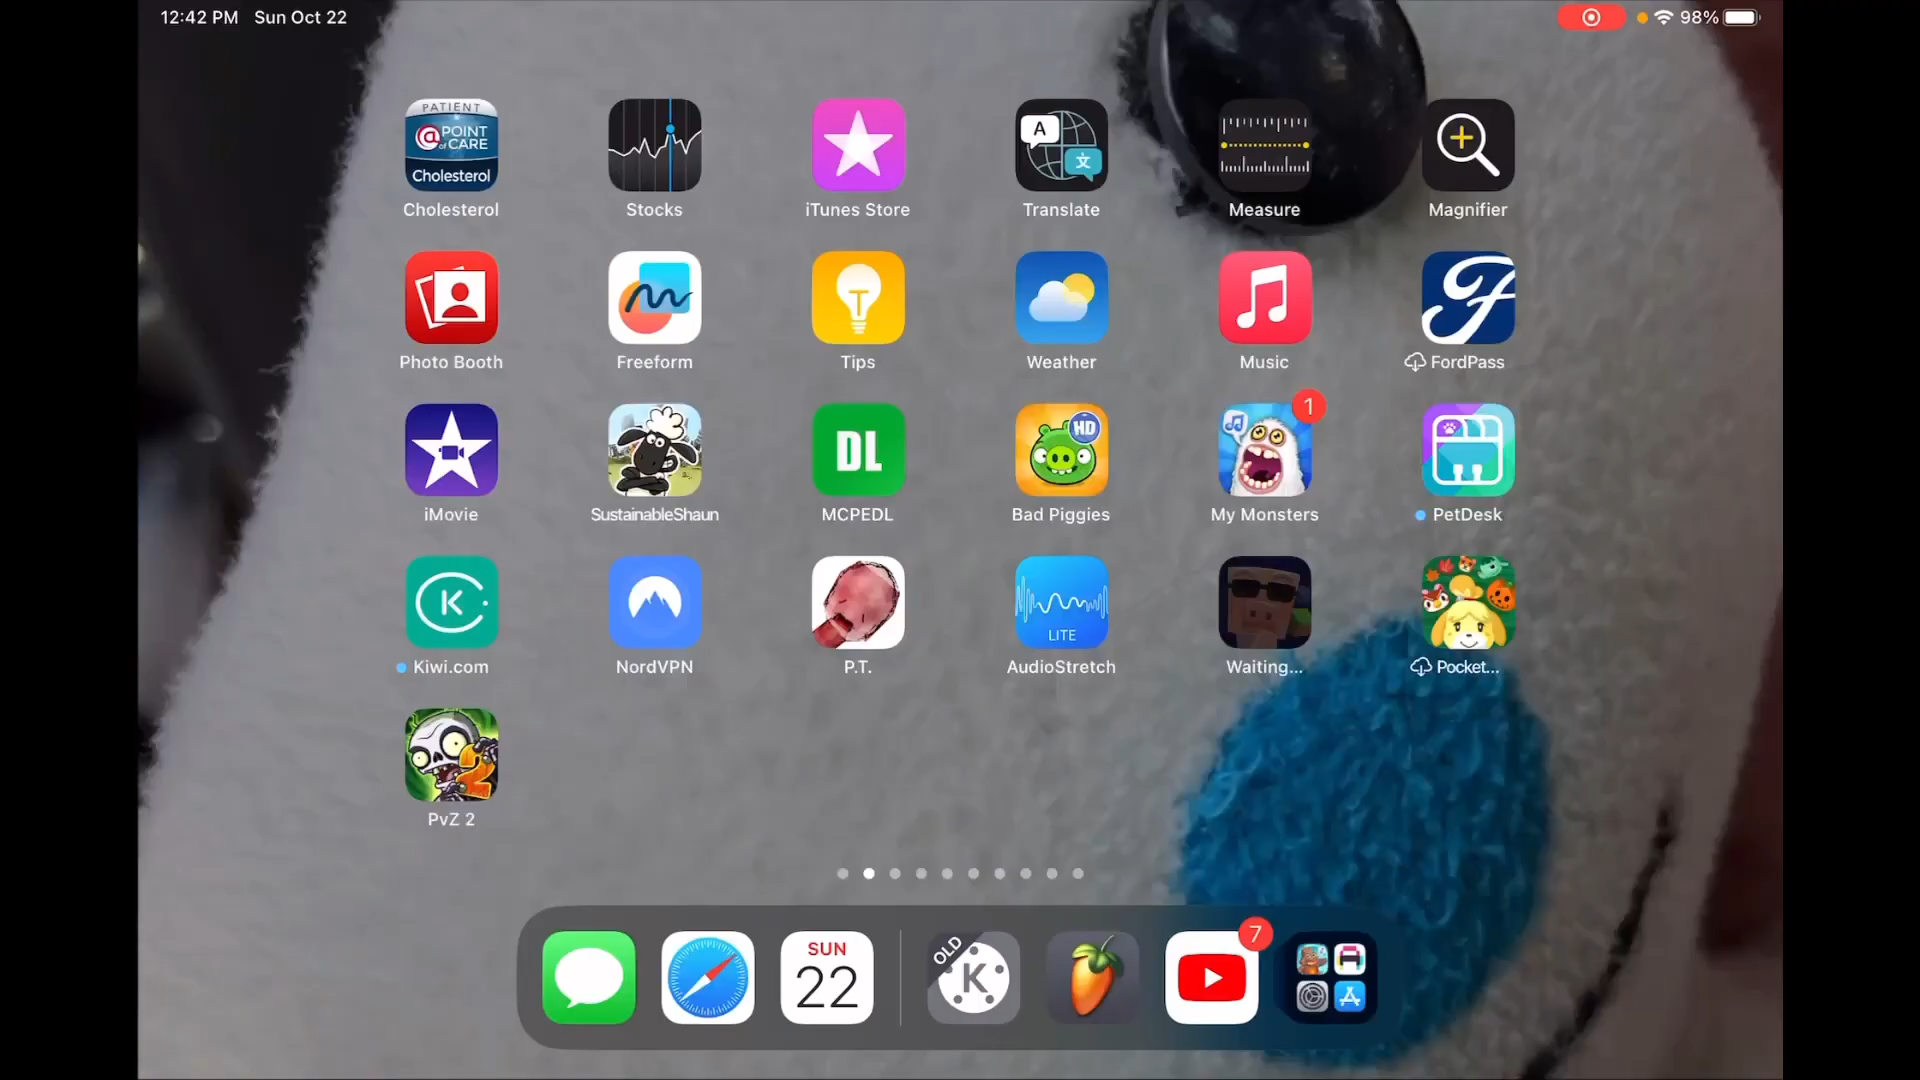 12:42 PM Sun Oct 22
98%
PATIENT
@POINT
of CARE
Cholesterol
A
文
Cholesterol
Stocks
iTunes Store
Translate
Measure
Magnifier
Photo Booth
Freeform
Tips
Weather
Music
FordPass
DL
HD
1
iMovie
SustainableShaun
MCPEDL
Bad Piggies
My Monsters
PetDesk
K
LITE
Kiwi.com
NordVPN
P.T.
AudioStretch
Waiting...
Pocket...
2
PvZ 2
SUN
22
OLD
K
7